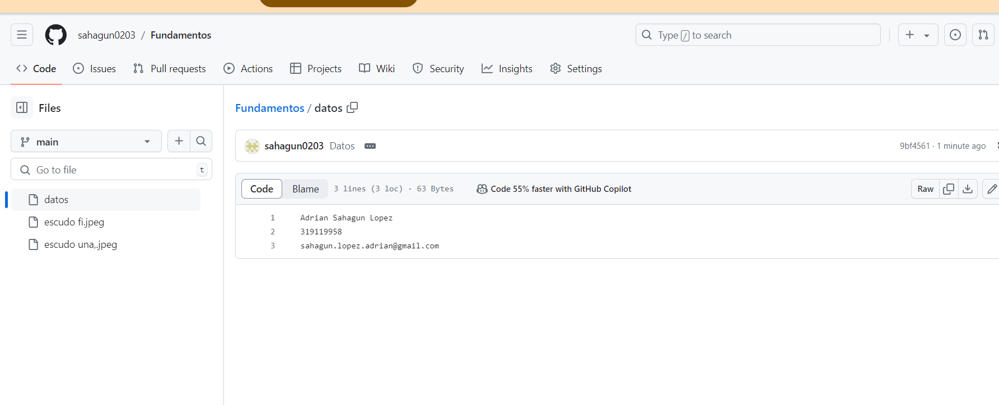 sahagun0203 / Fundamentos
Type / to search
Code Issues Pull requests Actions Projects Wiki Security Insights Settings
Files
main
Go to file t
datos
escudo fi.jpeg
escudo una,.jpeg
Fundamentos / datos
sahagun0203 Datos
9bf4561 · 1 minute ago
Code Blame 3 lines (3 loc) · 63 Bytes Code 55% faster with GitHub Copilot Raw
1 Adrian Sahagun Lopez
2 319119958
3 sahagun.lopez.adrian@gmail.com